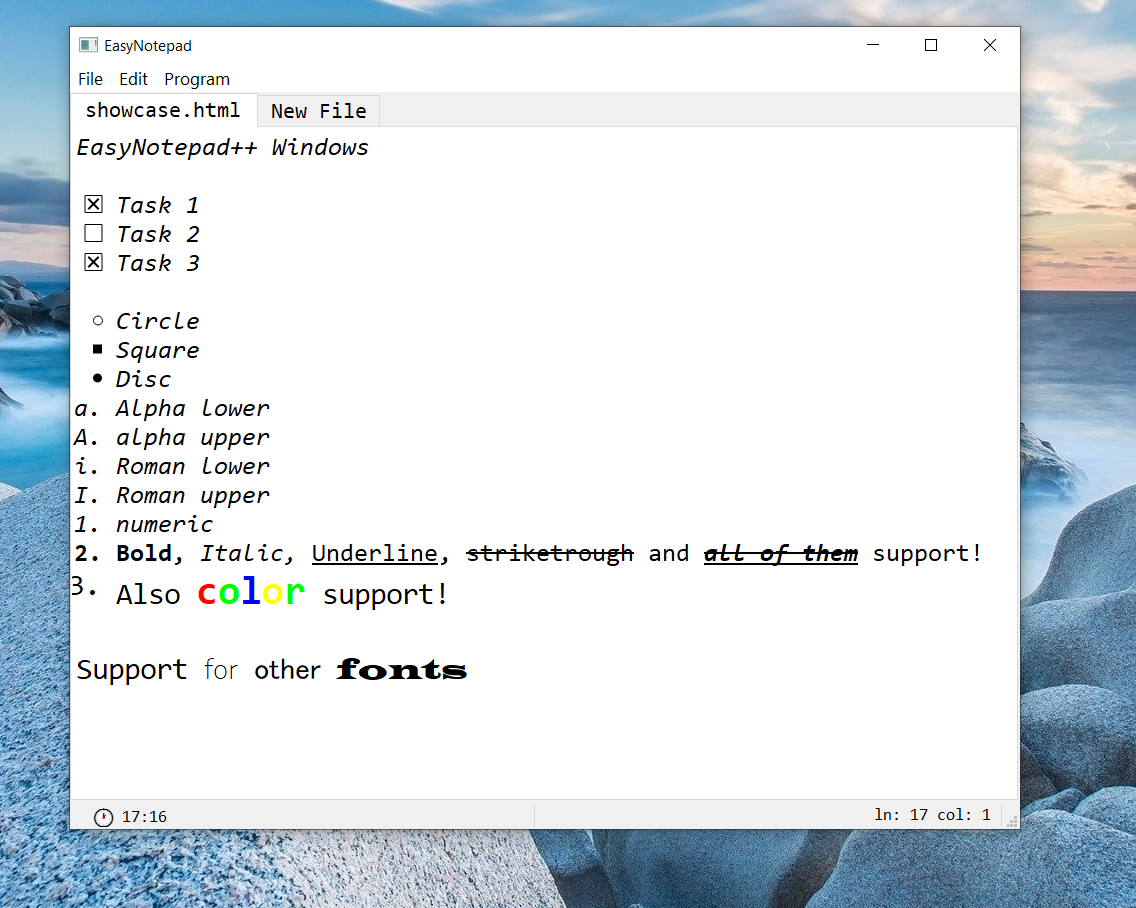 EasyNotepad
File Edit Program
showcase.html New File
EasyNotepad++ Windows
☒ Task 1
☐ Task 2
☒ Task 3
○ Circle
■ Square
● Disc
a. Alpha lower
A. alpha upper
i. Roman lower
I. Roman upper
1. numeric
2. Bold, Italic, Underline, striketrough and all of them support!
3. Also color support!
Support for other fonts
17:16 ln: 17 col: 1